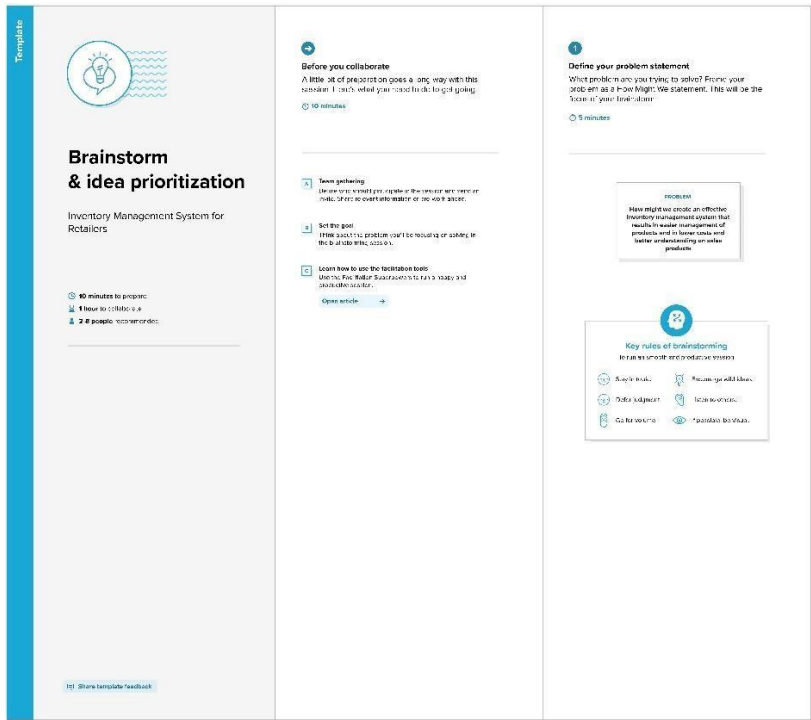 Template
Brainstorm
& idea prioritization
Inventory Management System for
Retailers
10 minutes to prepare
1 hour to collaborate
2-8 people recommended
Share template feedback
Before you collaborate
A little bit of preparation goes a long way with this
session. Here's what you need to do to get going.
10 minutes
A
Team gathering
Define who should participate in the session and send an
invite. Share relevant information or pre-work ahead.
B
Set the goal
Think about the problem you'll be focusing on solving in
the brainstorming session.
C
Learn how to use the facilitation tools
Use the Facilitation Superpowers to run a happy and
productive session.
Open article
1
Define your problem statement
What problem are you trying to solve? Frame your
problem as a How Might We statement. This will be the
focus of your brainstorm.
5 minutes
PROBLEM
How might we create an effective
inventory management system that
results in easier management of
products and in lower costs and
better understanding on sales
products
Key rules of brainstorming
To run an smooth and productive session
Stay in topic.
Encourage wild ideas.
Defer judgment.
Listen to others.
Go for volume.
If possible, be visual.